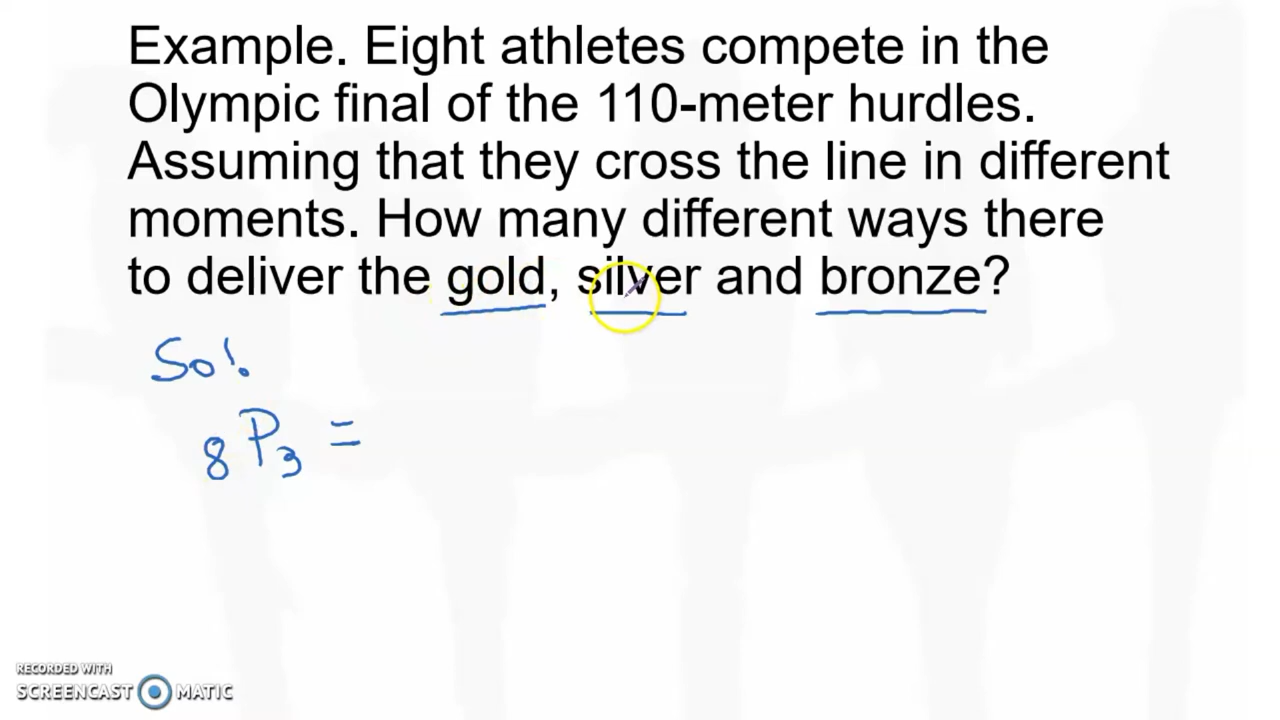 Example. Eight athletes compete in the
Olympic final of the 110-meter hurdles.
Assuming that they cross the line in different
moments. How many different ways there
to deliver the gold, silver and bronze?
Sol.
8P3 =
RECORDED WITH
SCREENCAST MATIC